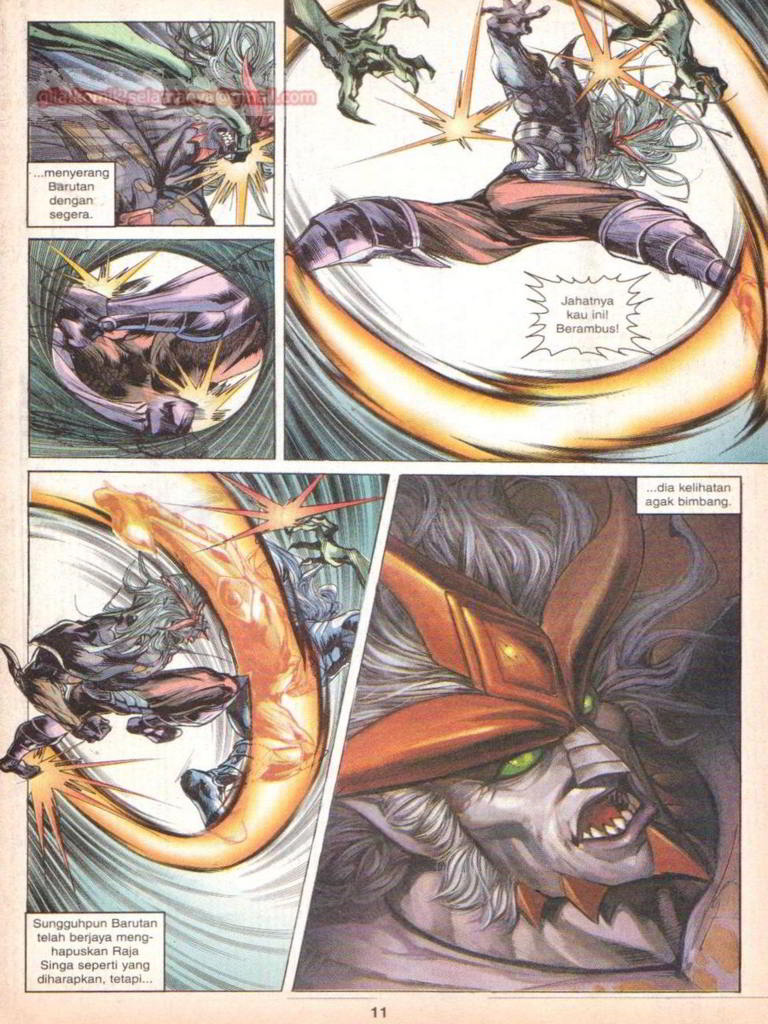 ...menyerang
Barutan
dengan
segera.
Jahatnya
kau ini!
Berambus!
Sungguhpun Barutan
telah berjaya meng-
hapuskan Raja
Singa seperti yang
diharapkan, tetapi...
...dia kelihatan
agak bimbang.
11